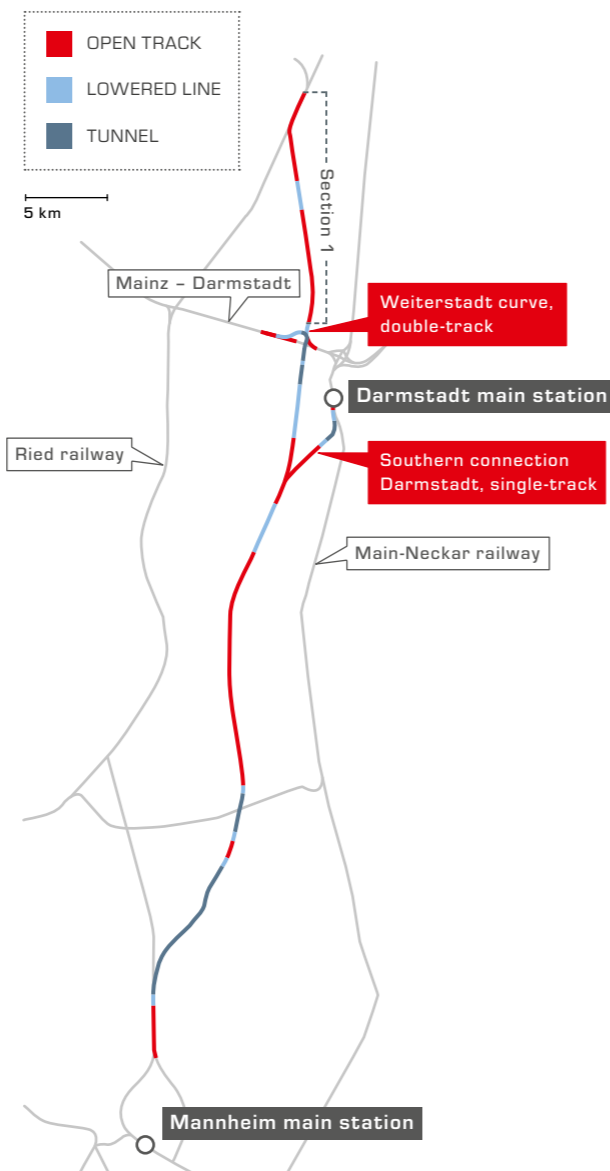 OPEN TRACK
LOWERED LINE
TUNNEL
5 km
Section 1
Mainz – Darmstadt
Weiterstadt curve,
double-track
Darmstadt main station
Ried railway
Southern connection
Darmstadt, single-track
Main-Neckar railway
Mannheim main station